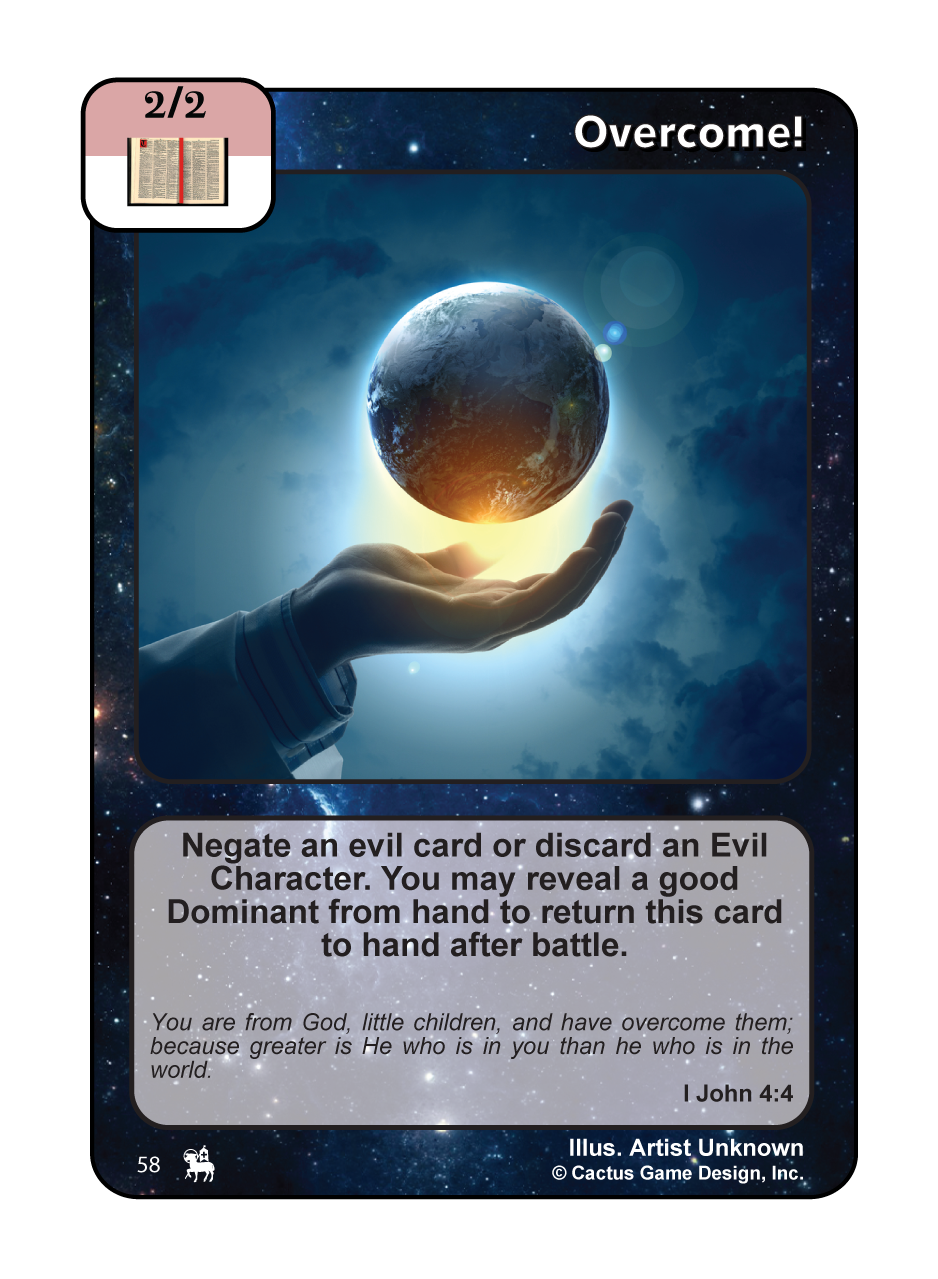 2/2
Overcome!
Negate an evil card or discard an Evil
Character. You may reveal a good
Dominant from hand to return this card
to hand after battle.
You are from God, little children, and have overcome them;
because greater is He who is in you than he who is in the
world.
I John 4:4
58
Illus. Artist Unknown
© Cactus Game Design, Inc.